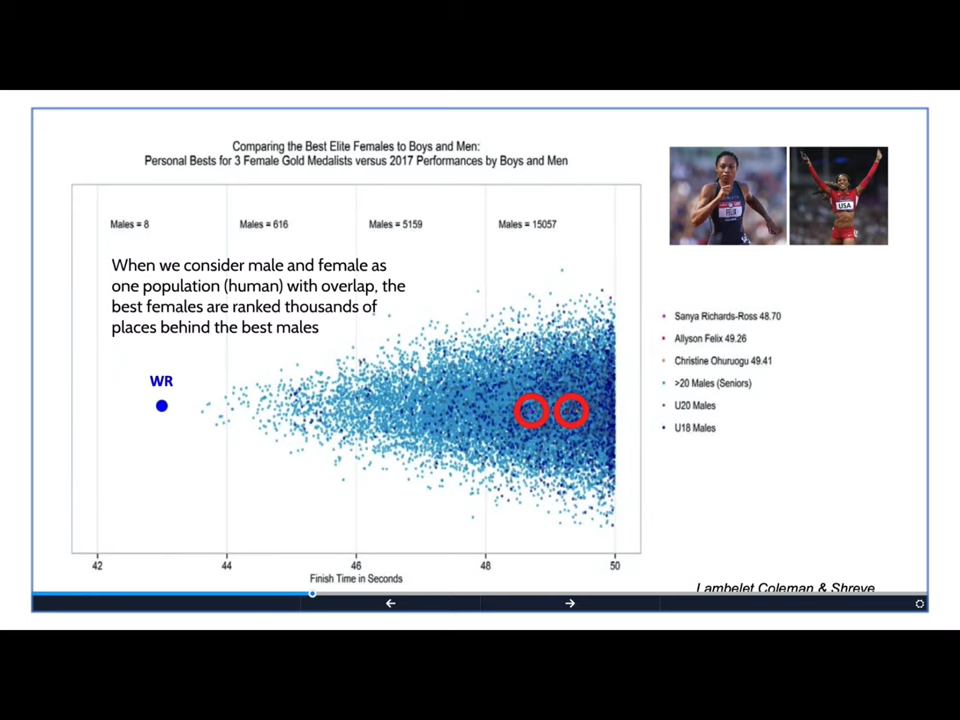 Comparing the Best Elite Females to Boys and Men:
Personal Bests for 3 Female Gold Medalists versus 2017 Performances by Boys and Men
Males = 8
Males = 616
Males = 5159
Males = 15057
When we consider male and female as
one population (human) with overlap, the
best females are ranked thousands of
places behind the best males
WR
FELIX
USA
Sanya Richards-Ross 48.70
Allyson Felix 49.26
Christine Ohuruogu 49.41
>20 Males (Seniors)
U20 Males
U18 Males
42
44
46
48
50
Finish Time in Seconds
Lambelet Coleman & Shreve